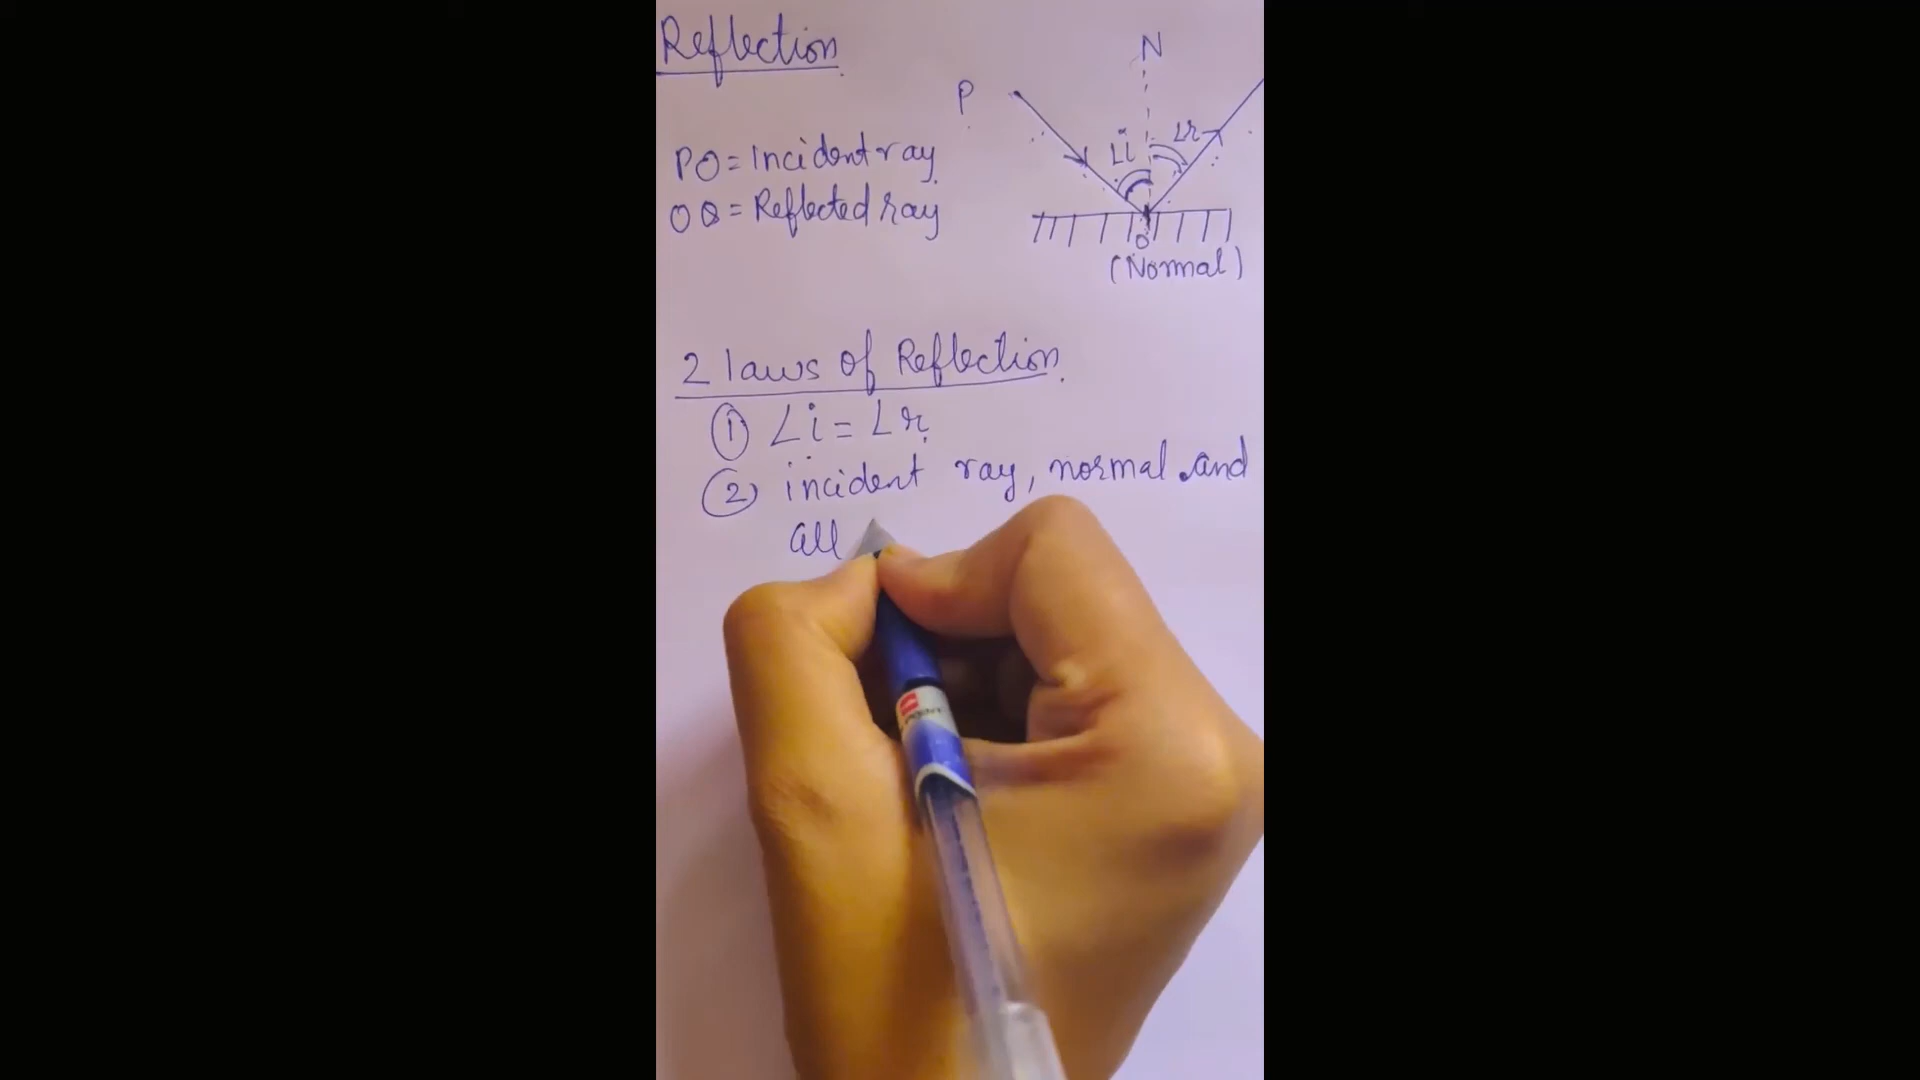 Reflection
N
P
∠i ∠r
PO = Incident ray
OQ = Reflected ray
O
(Normal)
2 laws of Reflection
① ∠i = ∠r
② incident ray, normal and
all